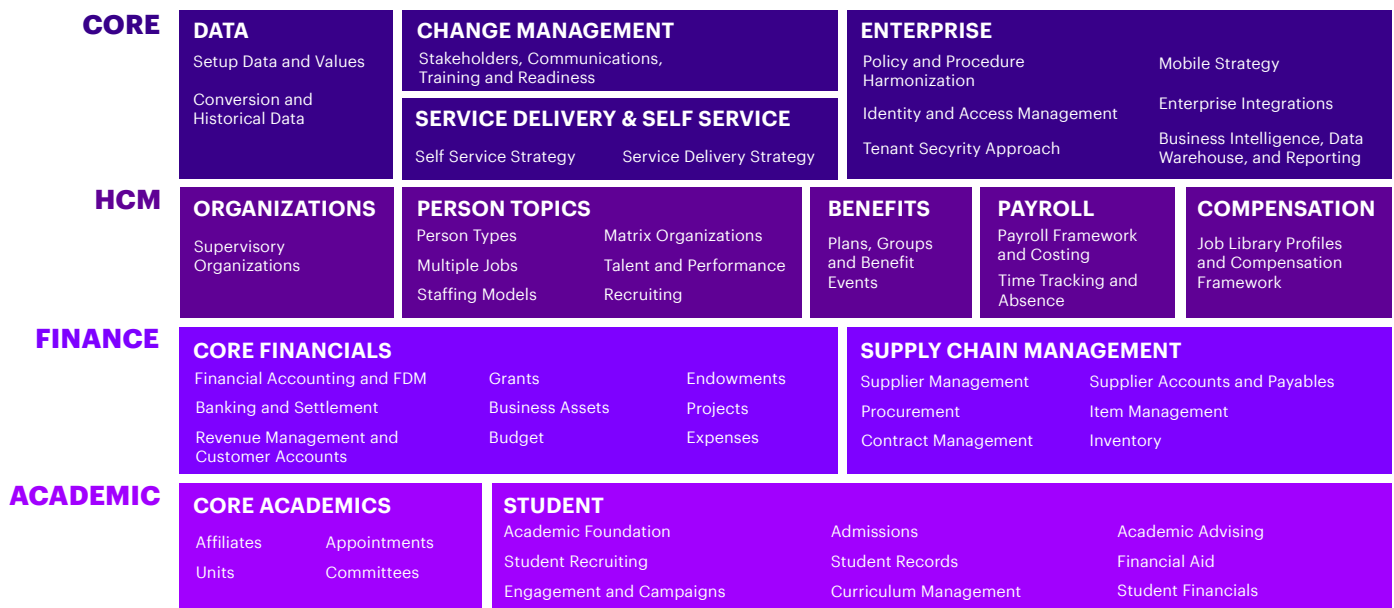 CORE
DATA
Setup Data and Values
Conversion and
Historical Data
CHANGE MANAGEMENT
Stakeholders, Communications,
Training and Readiness
SERVICE DELIVERY & SELF SERVICE
Self Service Strategy
Service Delivery Strategy
ENTERPRISE
Policy and Procedure
Harmonization
Identity and Access Management
Tenant Secyrity Approach
Mobile Strategy
Enterprise Integrations
Business Intelligence, Data
Warehouse, and Reporting
HCM
ORGANIZATIONS
Supervisory
Organizations
PERSON TOPICS
Person Types
Multiple Jobs
Staffing Models
Matrix Organizations
Talent and Performance
Recruiting
BENEFITS
Plans, Groups
and Benefit
Events
PAYROLL
Payroll Framework
and Costing
Time Tracking and
Absence
COMPENSATION
Job Library Profiles
and Compensation
Framework
FINANCE
CORE FINANCIALS
Financial Accounting and FDM
Banking and Settlement
Revenue Management and
Customer Accounts
Grants
Business Assets
Budget
Endowments
Projects
Expenses
SUPPLY CHAIN MANAGEMENT
Supplier Management
Procurement
Contract Management
Supplier Accounts and Payables
Item Management
Inventory
ACADEMIC
CORE ACADEMICS
Affiliates
Units
Appointments
Committees
STUDENT
Academic Foundation
Student Recruiting
Engagement and Campaigns
Admissions
Student Records
Curriculum Management
Academic Advising
Financial Aid
Student Financials